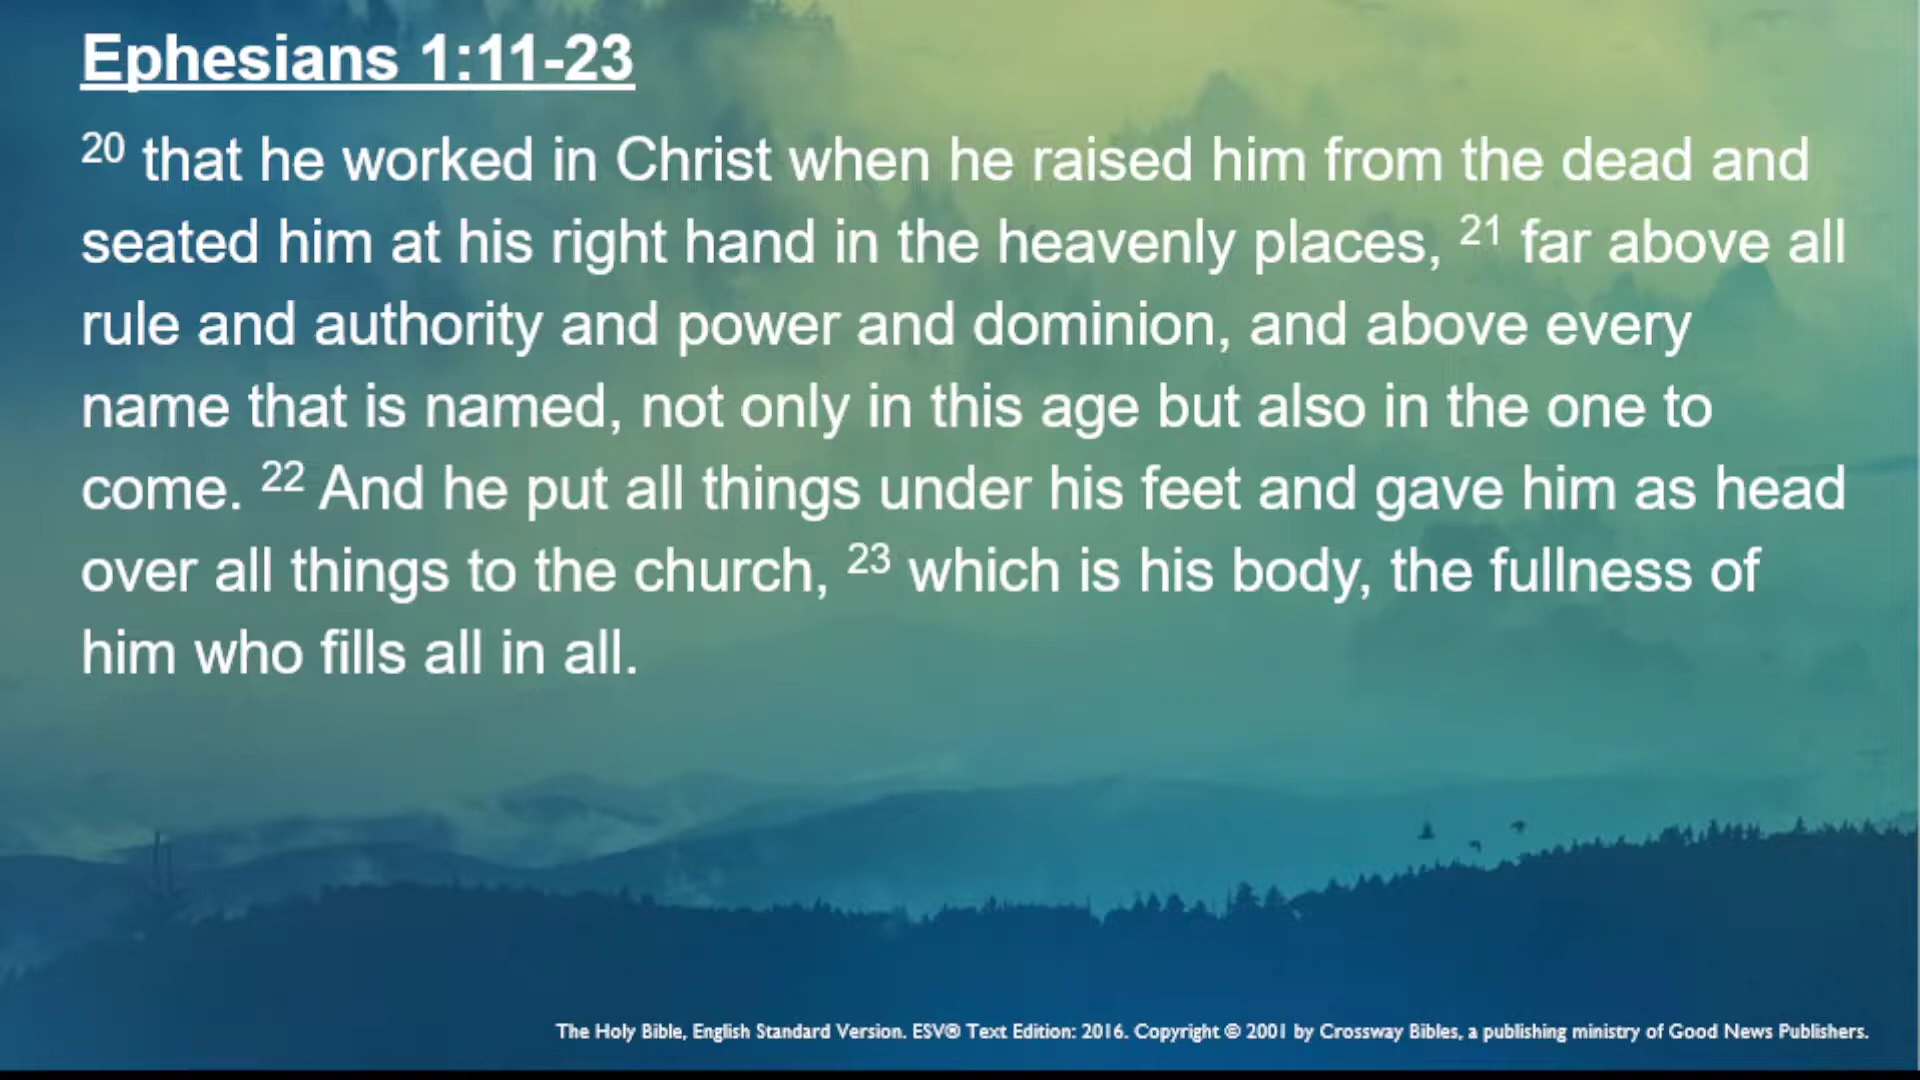 Ephesians 1:11-23
20 that he worked in Christ when he raised him from the dead and
seated him at his right hand in the heavenly places, 21 far above all
rule and authority and power and dominion, and above every
name that is named, not only in this age but also in the one to
come. 22 And he put all things under his feet and gave him as head
over all things to the church, 23 which is his body, the fullness of
him who fills all in all.
The Holy Bible, English Standard Version. ESV® Text Edition: 2016. Copyright © 2001 by Crossway Bibles, a publishing ministry of Good News Publishers.